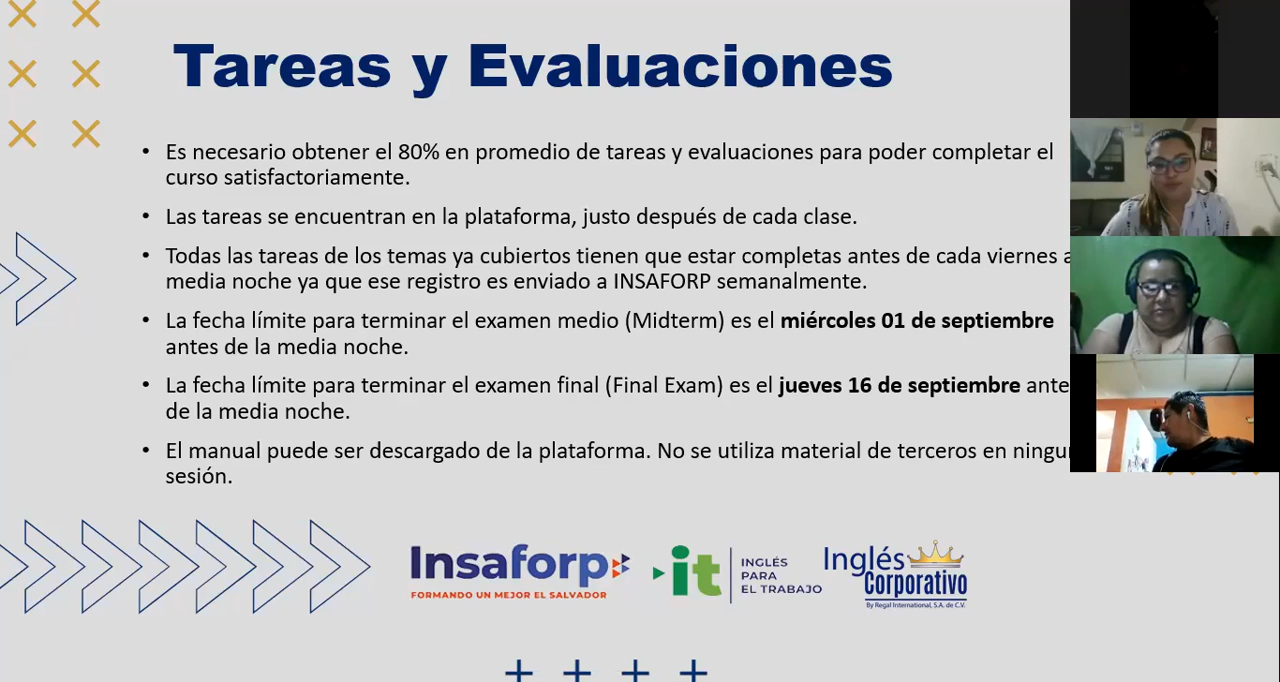 Tareas y Evaluaciones
• Es necesario obtener el 80% en promedio de tareas y evaluaciones para poder completar el
curso satisfactoriamente.
• Las tareas se encuentran en la plataforma, justo después de cada clase.
• Todas las tareas de los temas ya cubiertos tienen que estar completas antes de cada viernes a
media noche ya que ese registro es enviado a INSAFORP semanalmente.
• La fecha límite para terminar el examen medio (Midterm) es el miércoles 01 de septiembre
antes de la media noche.
• La fecha límite para terminar el examen final (Final Exam) es el jueves 16 de septiembre ante
de la media noche.
• El manual puede ser descargado de la plataforma. No se utiliza material de terceros en ningu
sesión.
Insaforp
FORMANDO UN MEJOR EL SALVADOR
it
INGLÉS
PARA
EL TRABAJO
Inglés
Corporativo
By Regal International, S.A. de C.V.